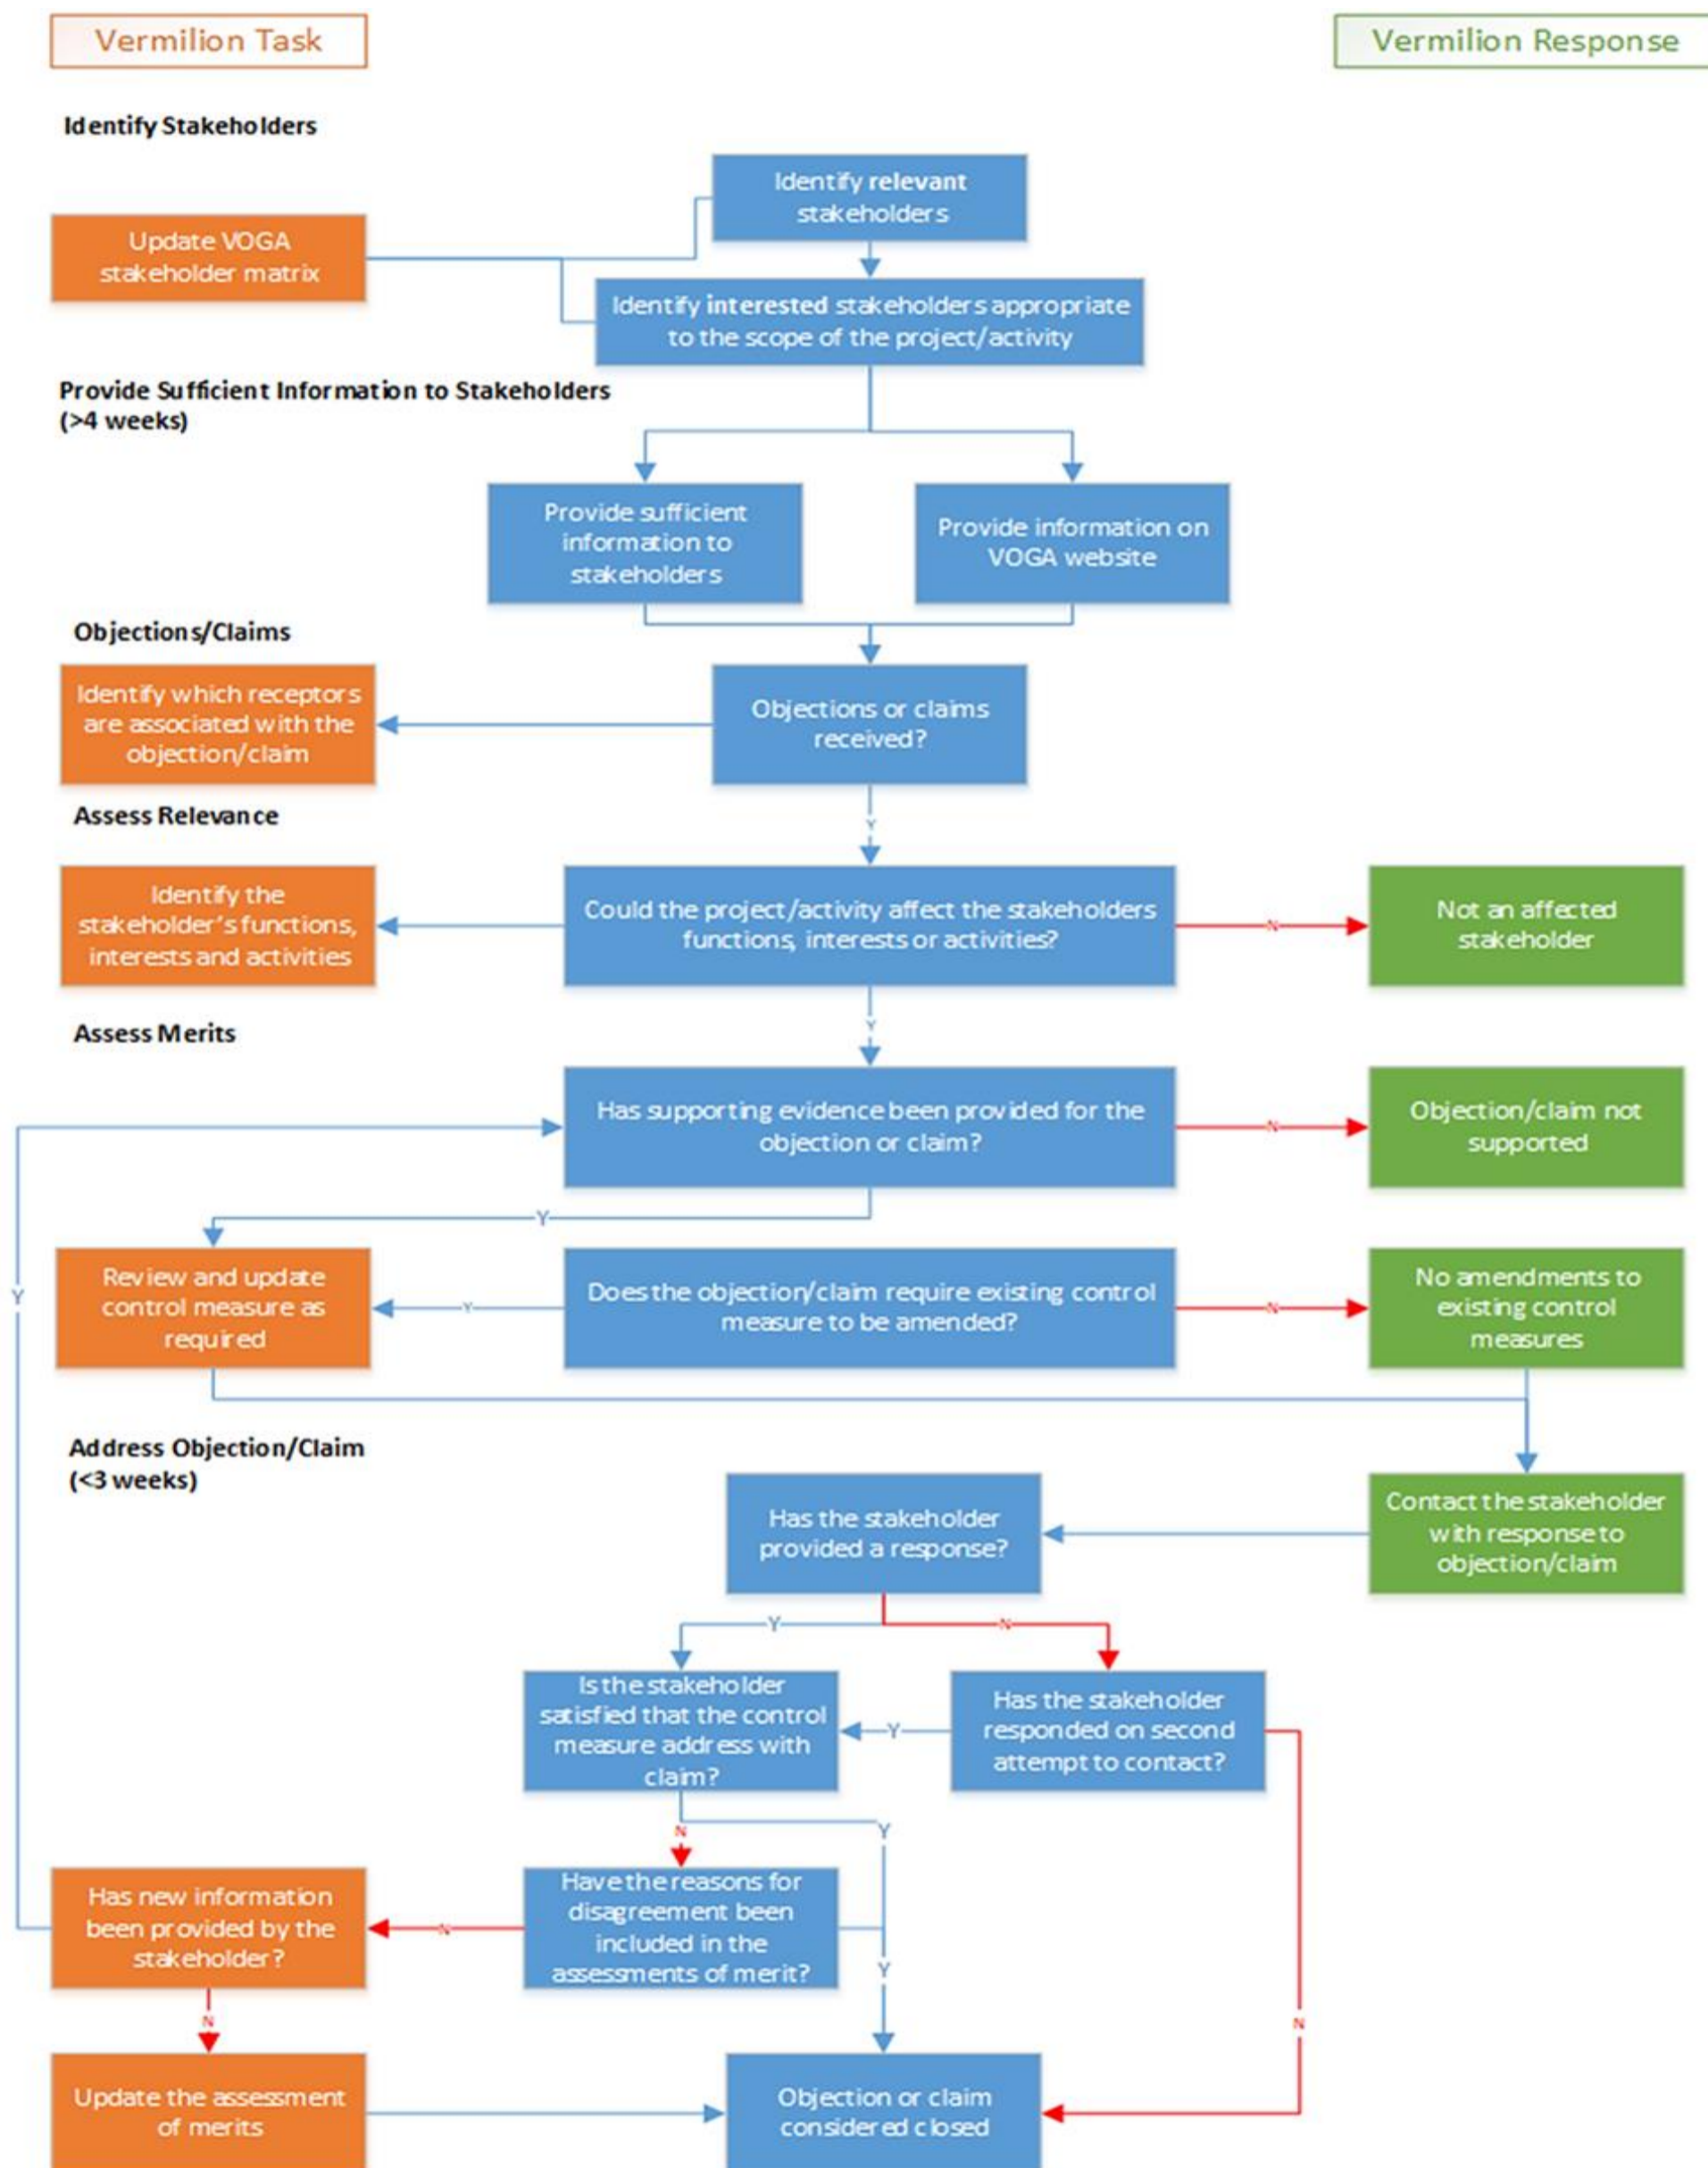 Vermilion Task
Vermilion Response
Identify Stakeholders
Identify relevant
stakeholders
Update VOGA
stakeholder matrix
Identify interested stakeholders appropriate
to the scope of the project/activity
Provide Sufficient Information to Stakeholders
(>4 weeks)
Provide sufficient
information to
stakeholders
Provide information on
VOGA website
Objections/Claims
Identify which receptors
are associated with the
objection/claim
Objections or claims
received?
Y
Assess Relevance
Identify the
stakeholder's functions,
interests and activities
Could the project/activity affect the stakeholders
functions, interests or activities?
N
Not an affected
stakeholder
Y
Assess Merits
Has supporting evidence been provided for the
objection or claim?
N
Objection/claim not
supported
Y
Y
Review and update
control measure as
required
Y
Does the objection/claim require existing control
measure to be amended?
N
No amendments to
existing control
measures
Address Objection/Claim
(<3 weeks)
Has the stakeholder
provided a response?
Contact the stakeholder
with response to
objection/claim
Y
N
Is the stakeholder
satisfied that the control
measure address with
claim?
Y
Has the stakeholder
responded on second
attempt to contact?
N
Y
Has new information
been provided by the
stakeholder?
N
Have the reasons for
disagreement been
included in the
assessments of merit?
Y
N
N
Update the assessment
of merits
Objection or claim
considered closed